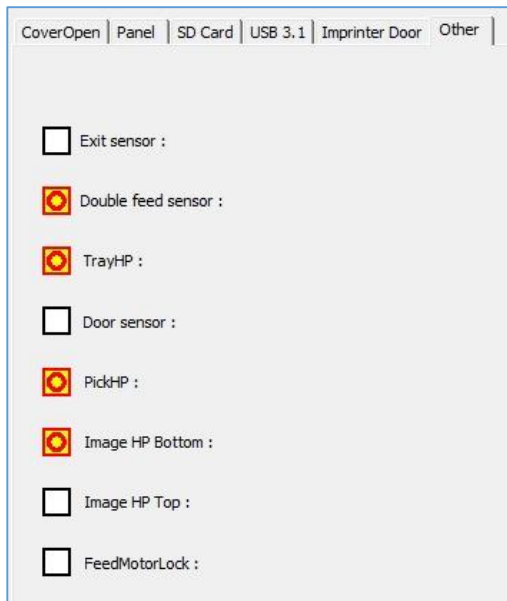 CoverOpen Panel SD Card USB 3.1 Imprinter Door Other
Exit sensor :
Double feed sensor :
TrayHP :
Door sensor :
PickHP :
Image HP Bottom :
Image HP Top :
FeedMotorLock :